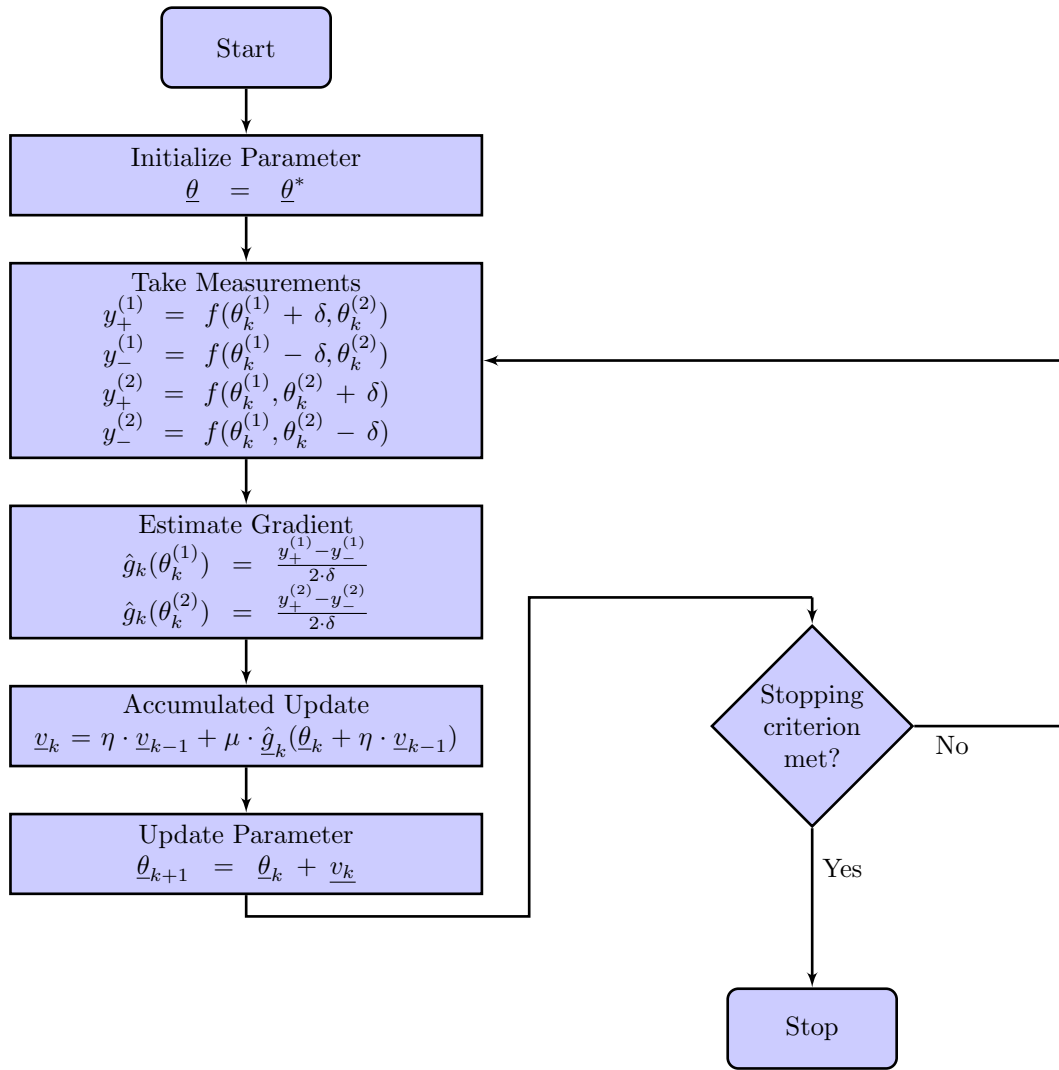 Start
Initialize Parameter
θ = θ*
Take Measurements
y₊⁽¹⁾ = f(θₖ⁽¹⁾ + δ, θₖ⁽²⁾)
y₋⁽¹⁾ = f(θₖ⁽¹⁾ − δ, θₖ⁽²⁾)
y₊⁽²⁾ = f(θₖ⁽¹⁾, θₖ⁽²⁾ + δ)
y₋⁽²⁾ = f(θₖ⁽¹⁾, θₖ⁽²⁾ − δ)
Estimate Gradient
ĝₖ(θₖ⁽¹⁾) = (y₊⁽¹⁾−y₋⁽¹⁾)/(2·δ)
ĝₖ(θₖ⁽²⁾) = (y₊⁽²⁾−y₋⁽²⁾)/(2·δ)
Accumulated Update
vₖ = η · vₖ₋₁ + μ · ĝₖ(θₖ + η · vₖ₋₁)
Update Parameter
θₖ₊₁ = θₖ + vₖ
Stopping
criterion
met?
No
Yes
Stop